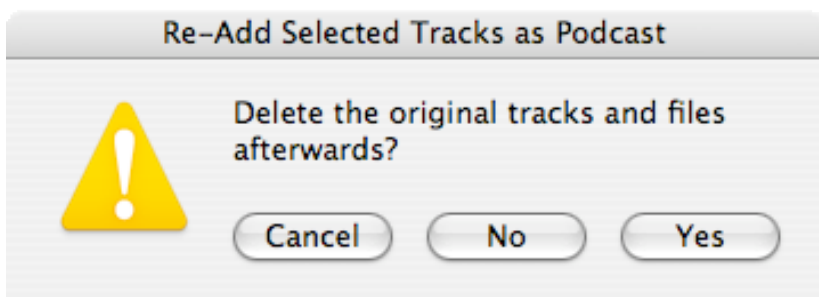 Re-Add Selected Tracks as Podcast
Delete the original tracks and files
afterwards?
Cancel No Yes